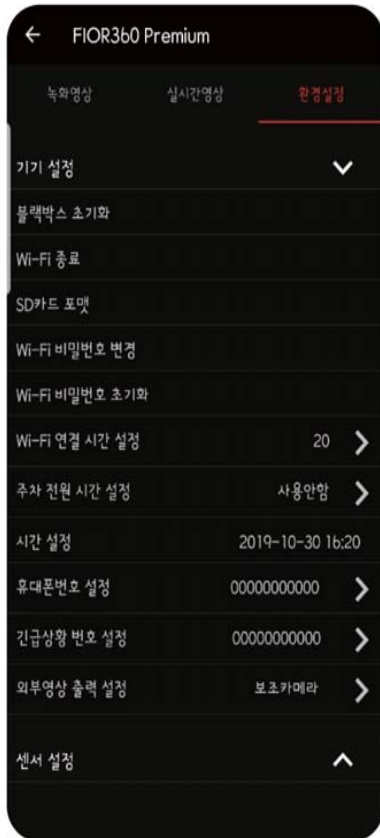 ← FIOR360 Premium
녹화영상 실시간영상 환경설정
기기 설정
블랙박스 초기화
Wi-Fi 종료
SD카드 포맷
Wi-Fi 비밀번호 변경
Wi-Fi 비밀번호 초기화
Wi-Fi 연결 시간 설정 20
주차 전원 시간 설정 사용안함
시간 설정 2019-10-30 16:20
휴대폰번호 설정 00000000000
긴급상황 번호 설정 00000000000
외부영상 출력 설정 보조카메라
센서 설정